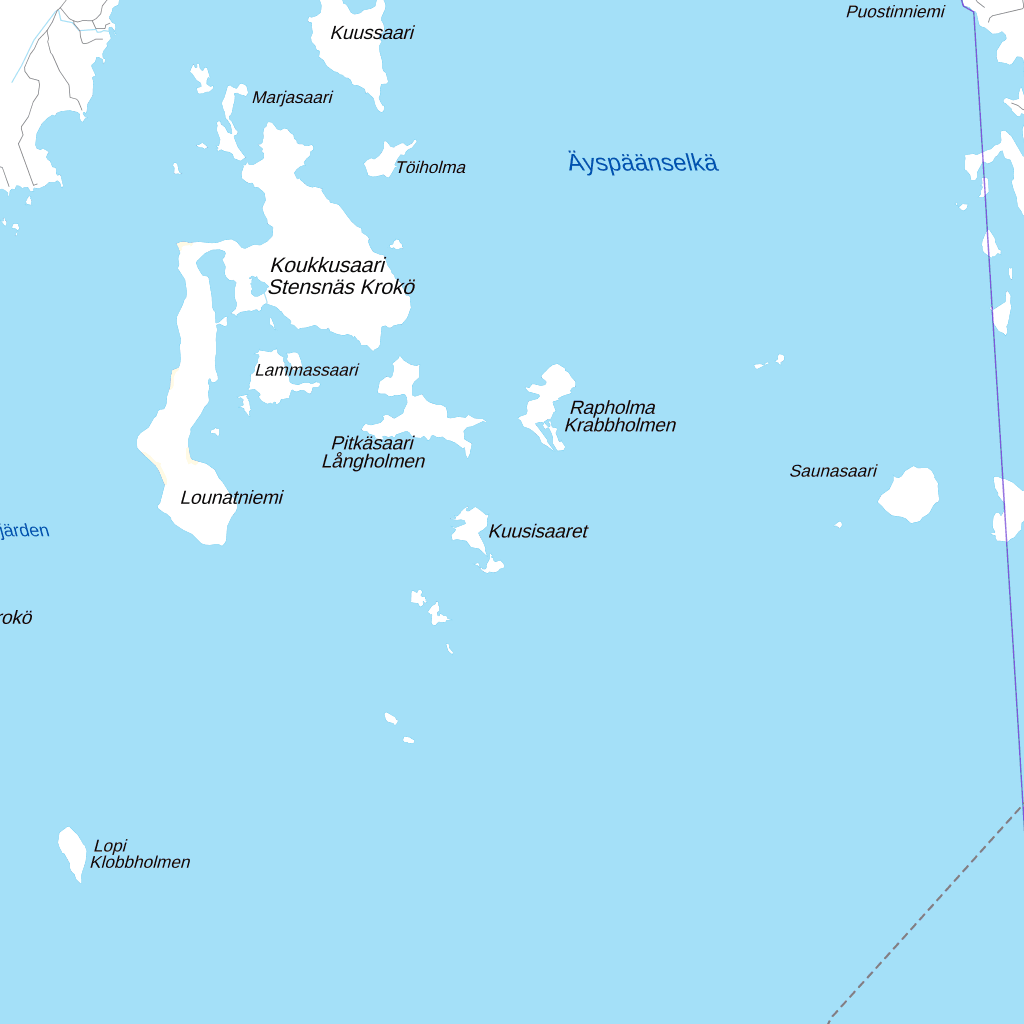 Puostinniemi
Kuussaari
Marjasaari
Töiholma
Äyspäänselkä
Koukkusaari
Stensnäs Krokö
Lammassaari
Rapholma
Krabbholmen
Pitkäsaari
Långholmen
Saunasaari
Lounatniemi
järden
Kuusisaaret
rokö
Lopi
Klobbholmen